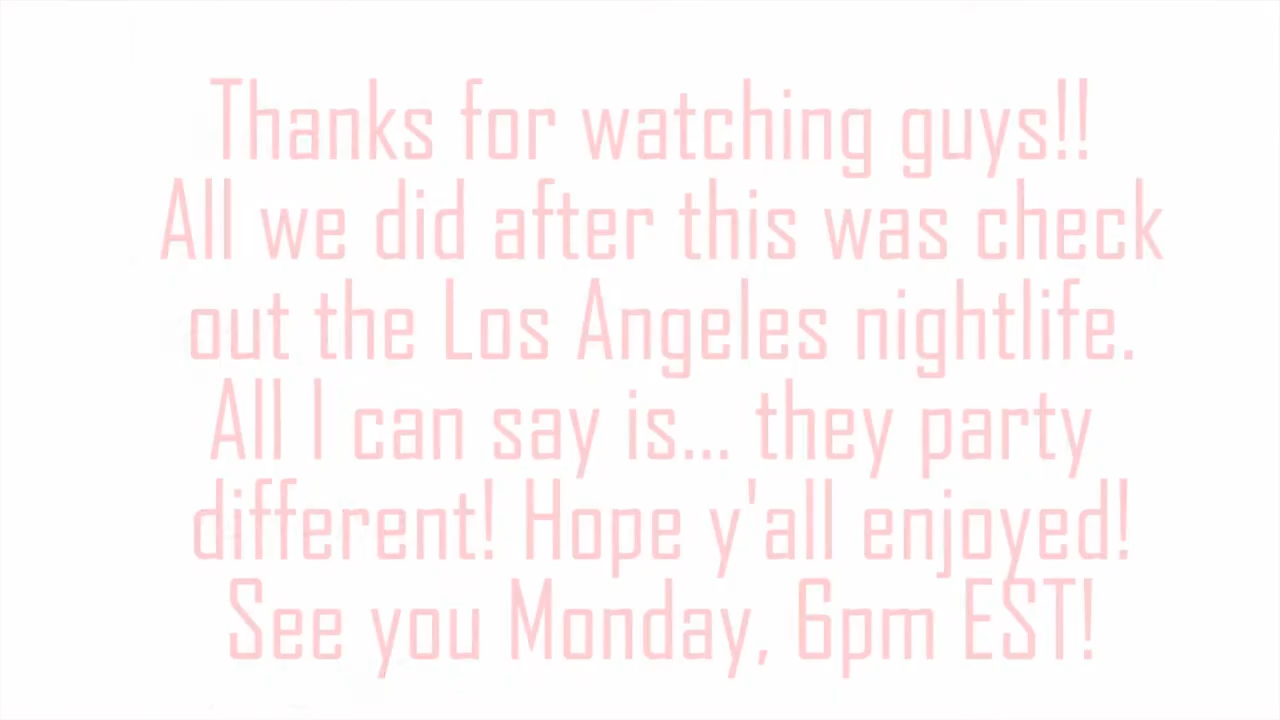 Thanks for watching guys!!
All we did after this was check
out the Los Angeles nightlife.
All I can say is... they party
different! Hope y'all enjoyed!
See you Monday, 6pm EST!